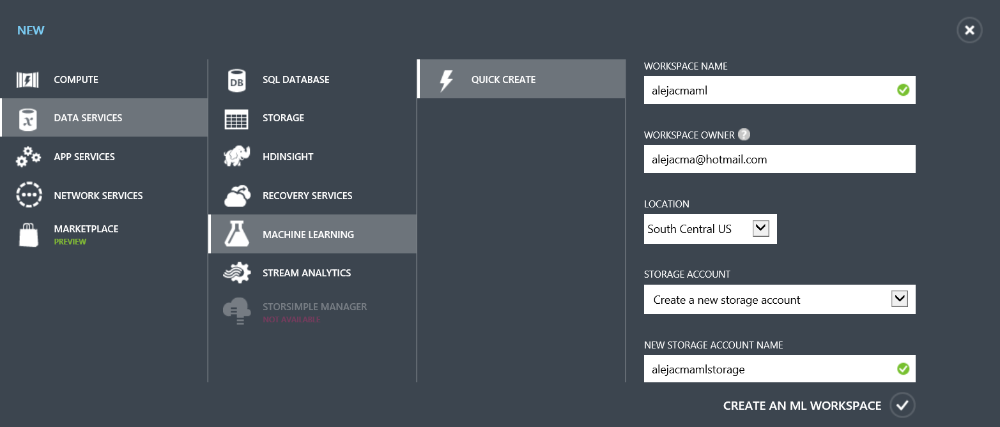 NEW
COMPUTE
DATA SERVICES
APP SERVICES
NETWORK SERVICES
MARKETPLACE
PREVIEW
DB
SQL DATABASE
STORAGE
HDINSIGHT
RECOVERY SERVICES
MACHINE LEARNING
STREAM ANALYTICS
STORSIMPLE MANAGER
NOT AVAILABLE
QUICK CREATE
WORKSPACE NAME
alejacmaml
WORKSPACE OWNER ?
alejacma@hotmail.com
LOCATION
South Central US
STORAGE ACCOUNT
Create a new storage account
NEW STORAGE ACCOUNT NAME
alejacmamlstorage
CREATE AN ML WORKSPACE